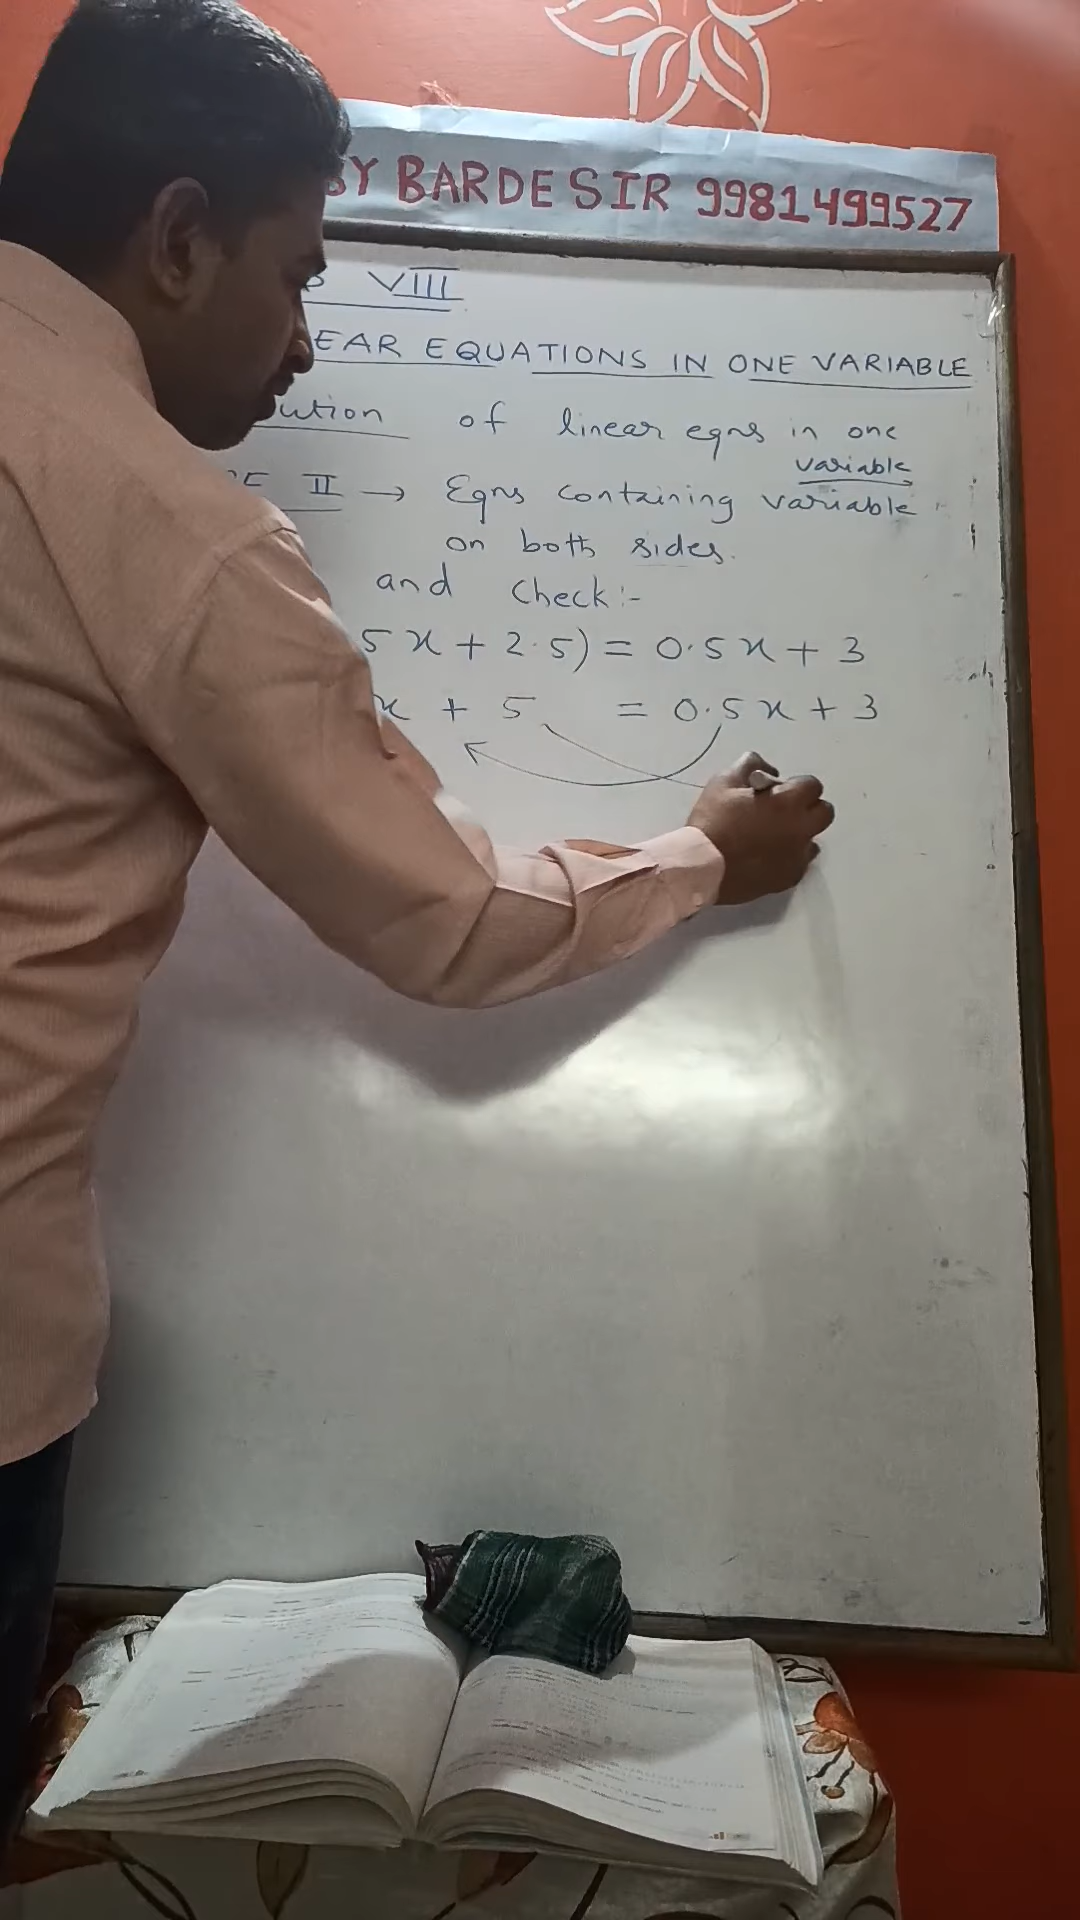 BY BARDE SIR 9981499527
VIII
EAR EQUATIONS IN ONE VARIABLE
ution of linear eqns in one
variable
II → Eqns containing variable
on both sides.
and Check:-
5x + 2.5) = 0.5x + 3
x + 5 = 0.5x + 3